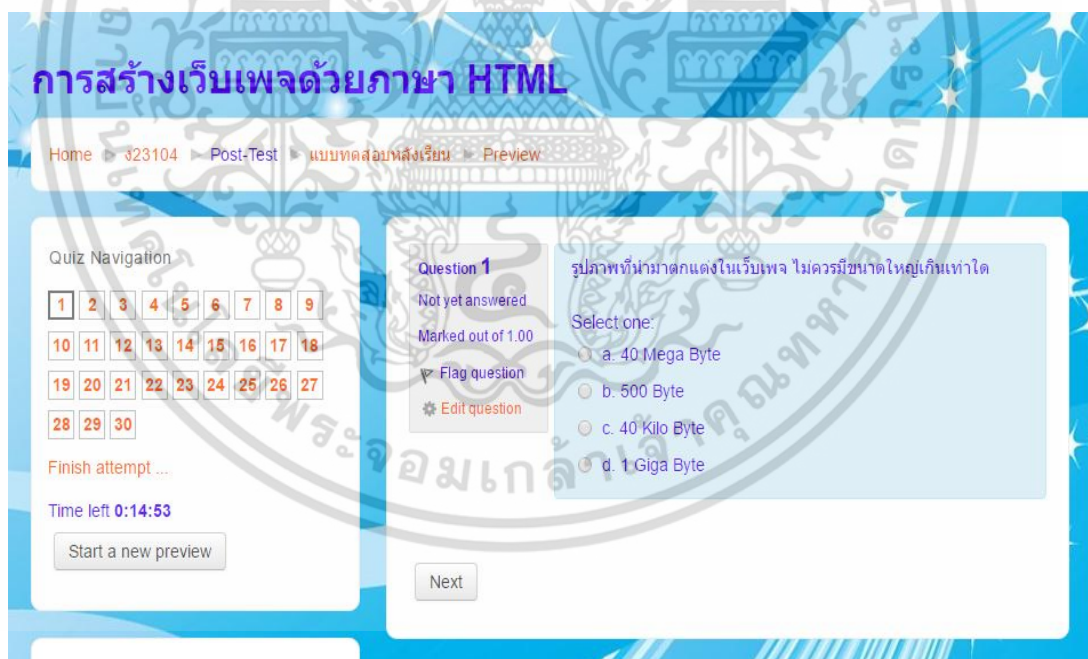 การสร้างเว็บเพจด้วยภาษา HTML
Home ► ง23104 ► Post-Test ► แบบทดสอบหลังเรียน ► Preview
Quiz Navigation
1 2 3 4 5 6 7 8 9
10 11 12 13 14 15 16 17 18
19 20 21 22 23 24 25 26 27
28 29 30
Finish attempt ...
Time left 0:14:53
Start a new preview
Question 1
Not yet answered
Marked out of 1.00
Flag question
Edit question
รูปภาพที่นำมาตกแต่งในเว็บเพจ ไม่ควรมีขนาดใหญ่เกินเท่าใด
Select one:
a. 40 Mega Byte
b. 500 Byte
c. 40 Kilo Byte
d. 1 Giga Byte
Next